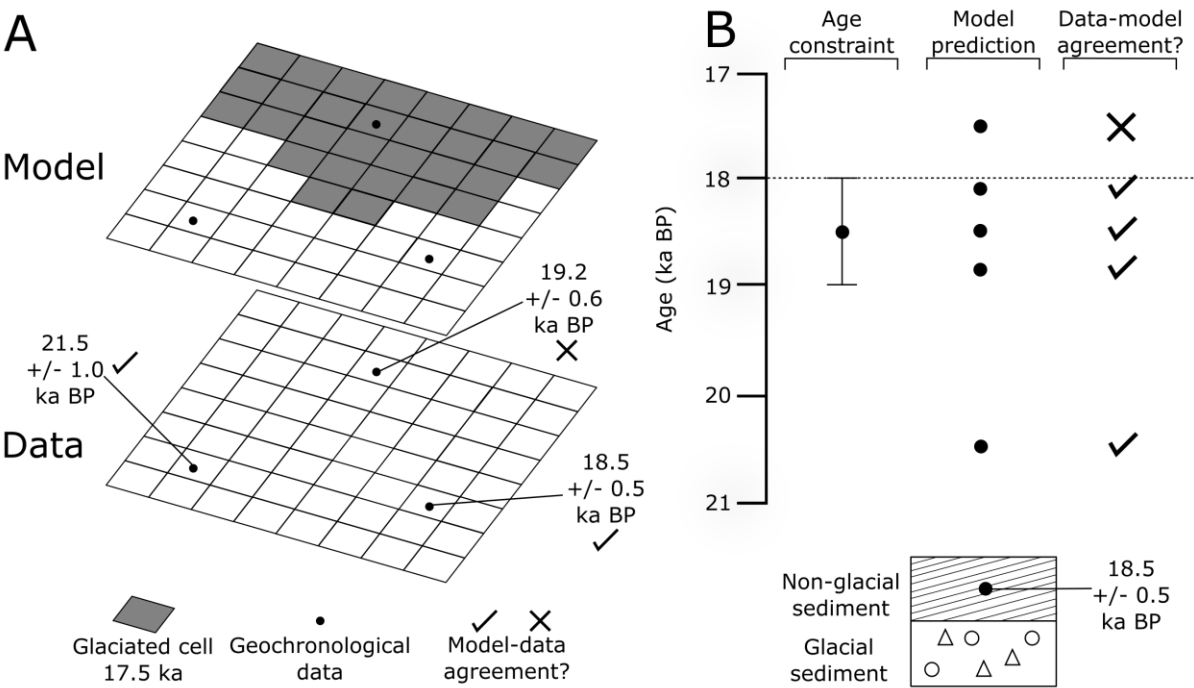 A
Model
Data
19.2
+/- 0.6
ka BP
21.5
+/- 1.0
ka BP
18.5
+/- 0.5
ka BP
Glaciated cell
17.5 ka
Geochronological
data
Model-data
agreement?
B
Age
constraint
Model
prediction
Data-model
agreement?
Age (ka BP)
17
18
19
20
21
Non-glacial
sediment
Glacial
sediment
18.5
+/- 0.5
ka BP